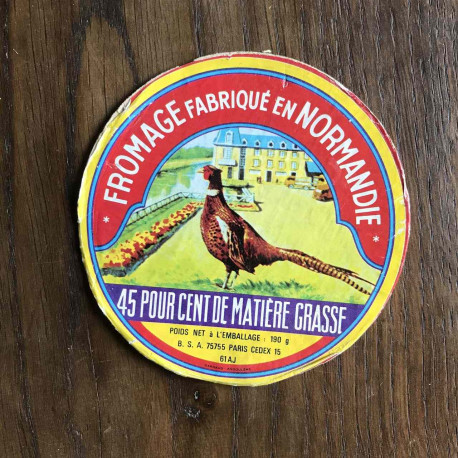 * FROMAGE FABRIQUÉ EN NORMANDIE *
45 POUR CENT DE MATIÈRE GRASSE
POIDS NET à L'EMBALLAGE : 190 g
B. S. A. 75755 PARIS CEDEX 15
61AJ